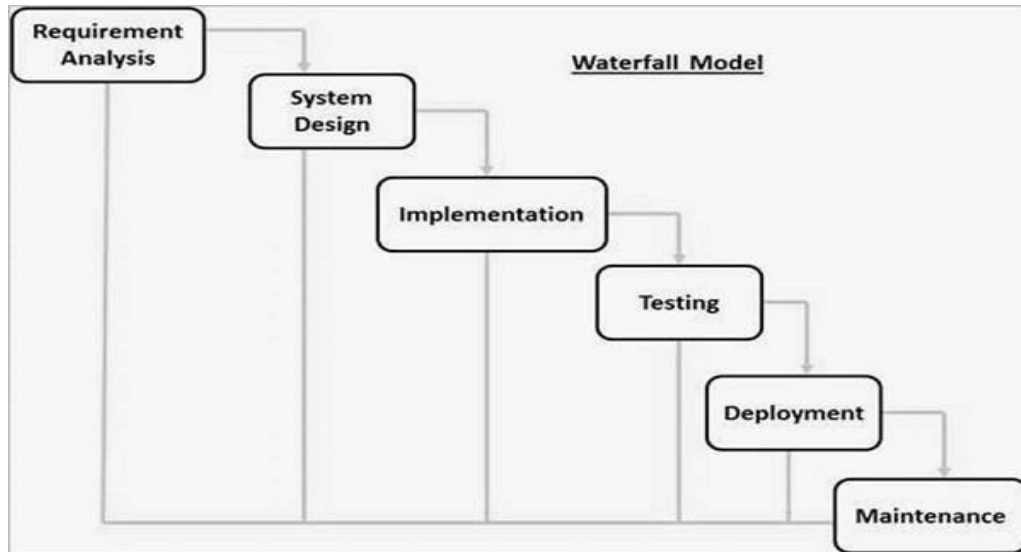 Requirement
Analysis
Waterfall Model
System
Design
Implementation
Testing
Deployment
Maintenance